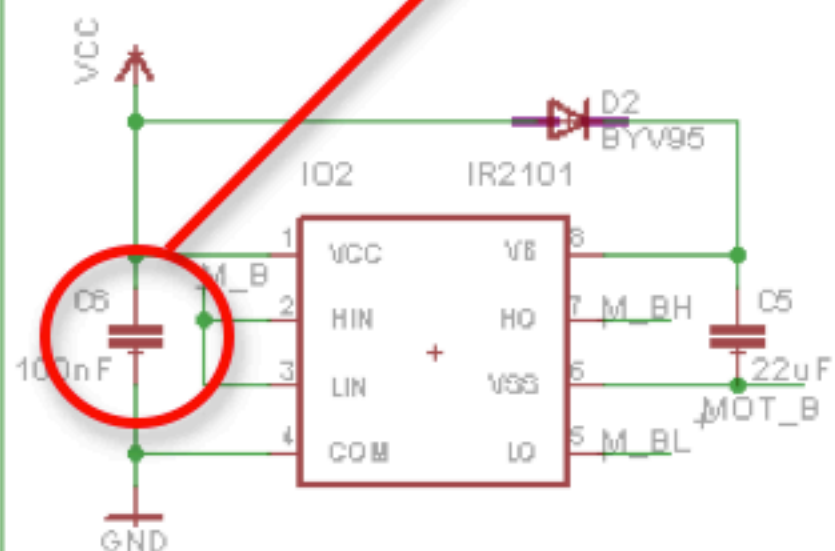 VCC
D2
BYV95
IO2 IR2101
1 VCC VB 8
M_B
C6 C5
2 HIN HO 7 M_BH
100nF 22uF
3 LIN VSS 6
MOT_B
4 COM LO 5 M_BL
GND